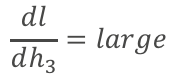 dl/dh₃ = large